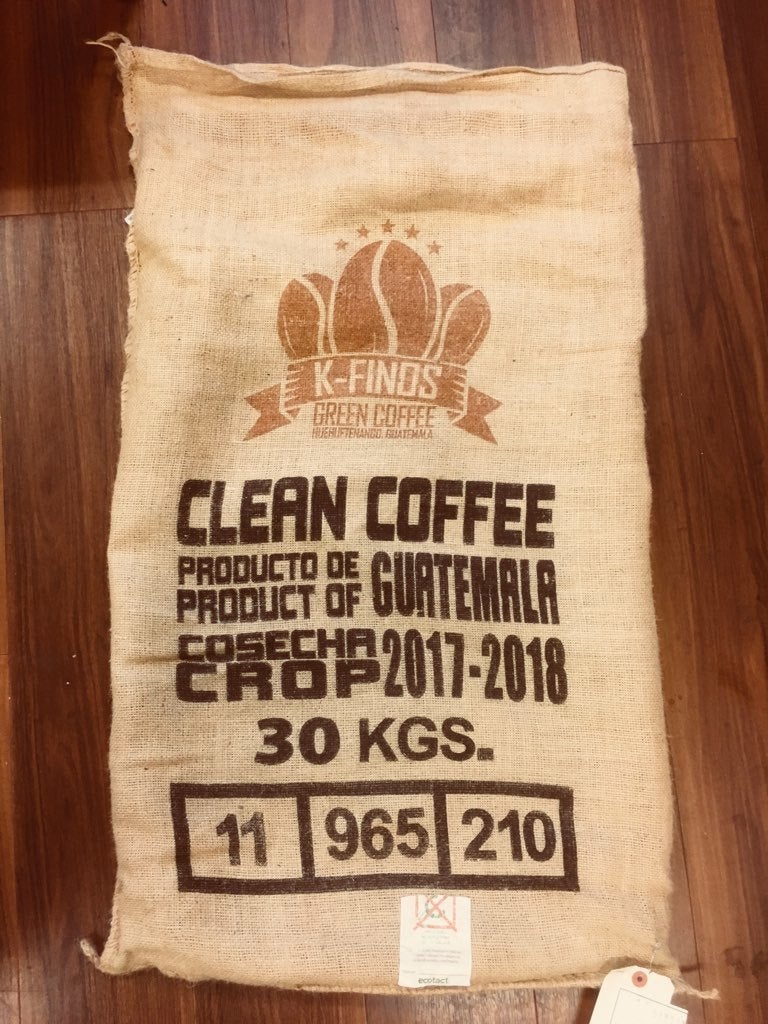 K-FINOS
GREEN COFFEE
HUEHUETENANGO, GUATEMALA
CLEAN COFFEE
PRODUCTO DE
PRODUCT OF GUATEMALA
COSECHA
CROP 2017-2018
30 KGS.
11 965 210
ecotact